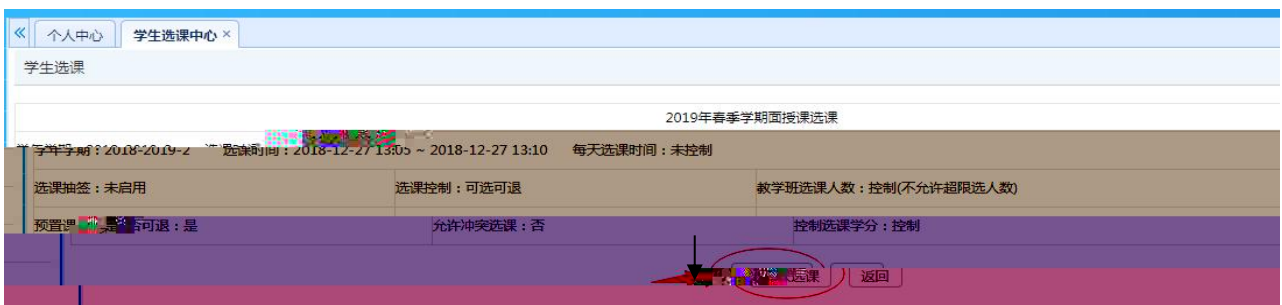 个人中心 学生选课中心 ×
学生选课
2019年春季学期面授课选课
学年学期：2018-2019-2 选课时间：2018-12-27 13:05 ~ 2018-12-27 13:10 每天选课时间：未控制
选课抽签：未启用 选课控制：可选可退 教学班选课人数：控制(不允许超限选人数)
预置课 是否可退：是 允许冲突选课：否 控制选课学分：控制
选课 返回